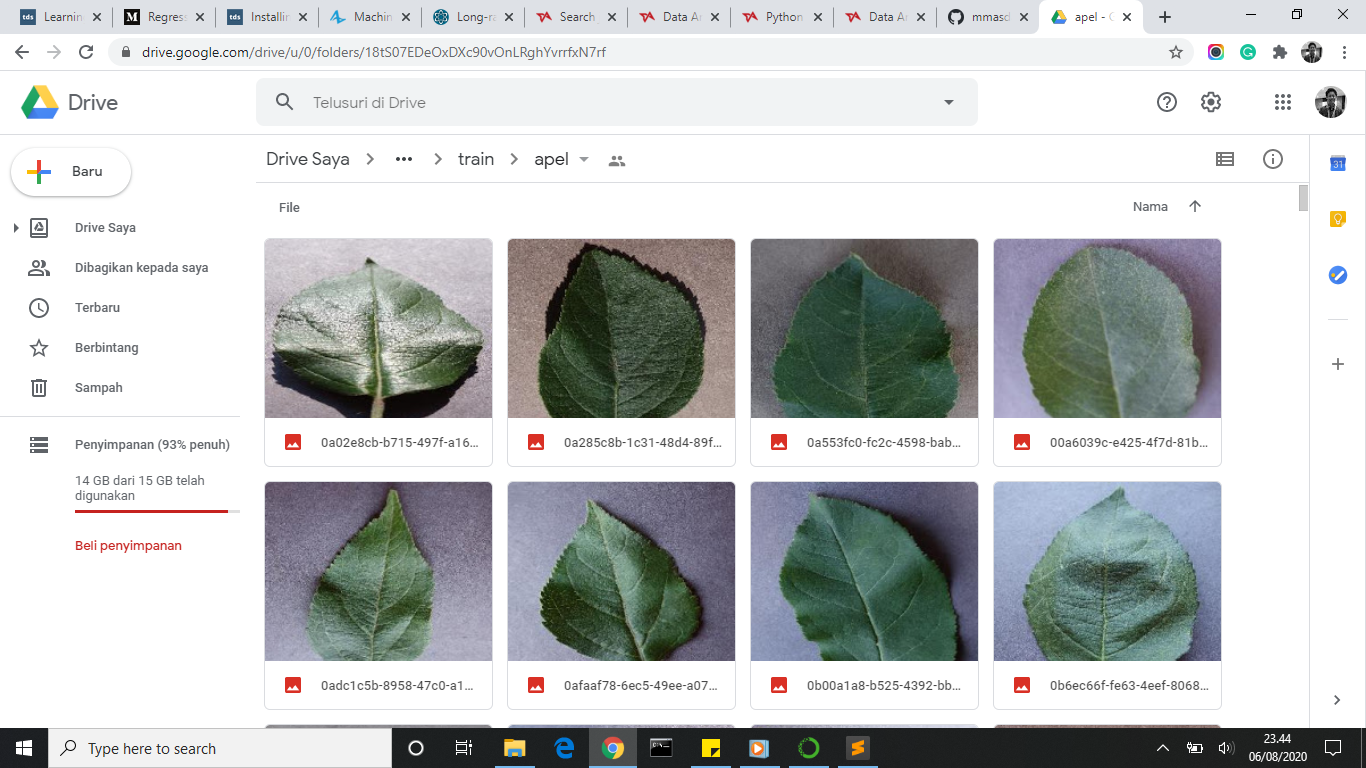 Learnin
Regress
Installin
Machin
Long-ra
Search,
Data An
Python
Data An
mmasd
apel - G
drive.google.com/drive/u/0/folders/18tS07EDeOxDXc90vOnLRghYvrrfxN7rf
Drive
Telusuri di Drive
Baru
Drive Saya
Dibagikan kepada saya
Terbaru
Berbintang
Sampah
Penyimpanan (93% penuh)
14 GB dari 15 GB telah
digunakan
Beli penyimpanan
Drive Saya > ••• > train > apel
File
Nama
0a02e8cb-b715-497f-a16...
0a285c8b-1c31-48d4-89f...
0a553fc0-fc2c-4598-bab...
00a6039c-e425-4f7d-81b...
0adc1c5b-8958-47c0-a1...
0afaaf78-6ec5-49ee-a07...
0b00a1a8-b525-4392-bb...
0b6ec66f-fe63-4eef-8068...
31
Type here to search
23.44
06/08/2020